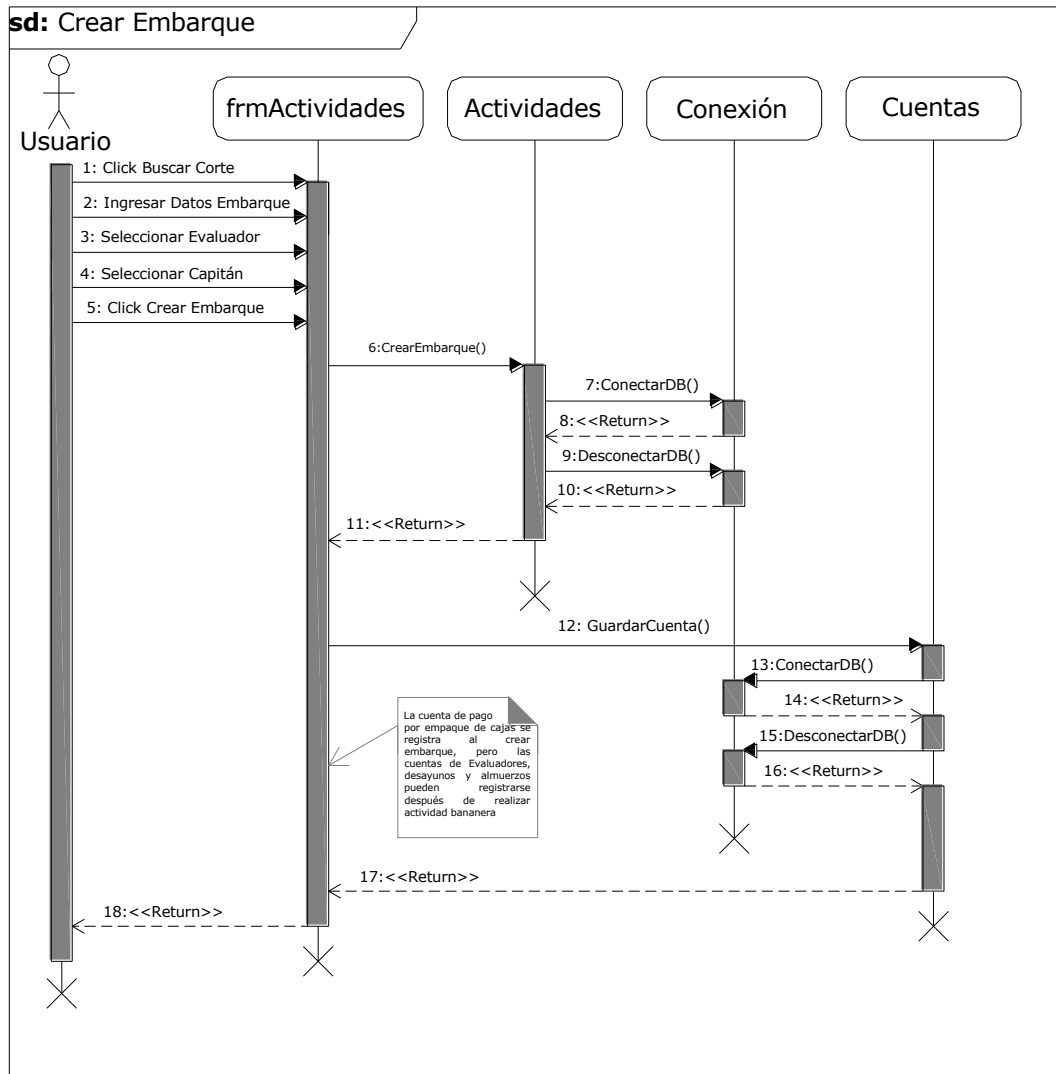 sd: Crear Embarque
Usuario
frmActividades
Actividades
Conexión
Cuentas
1: Click Buscar Corte
2: Ingresar Datos Embarque
3: Seleccionar Evaluador
4: Seleccionar Capitán
5: Click Crear Embarque
6:CrearEmbarque()
7:ConectarDB()
8:<<Return>>
9:DesconectarDB()
10:<<Return>>
11:<<Return>>
12: GuardarCuenta()
13:ConectarDB()
14:<<Return>>
15:DesconectarDB()
16:<<Return>>
La cuenta de pago
por empaque de cajas se
registra al crear
embarque, pero las
cuentas de Evaluadores,
desayunos y almuerzos
pueden registrarse
después de realizar
actividad bananera
17:<<Return>>
18:<<Return>>